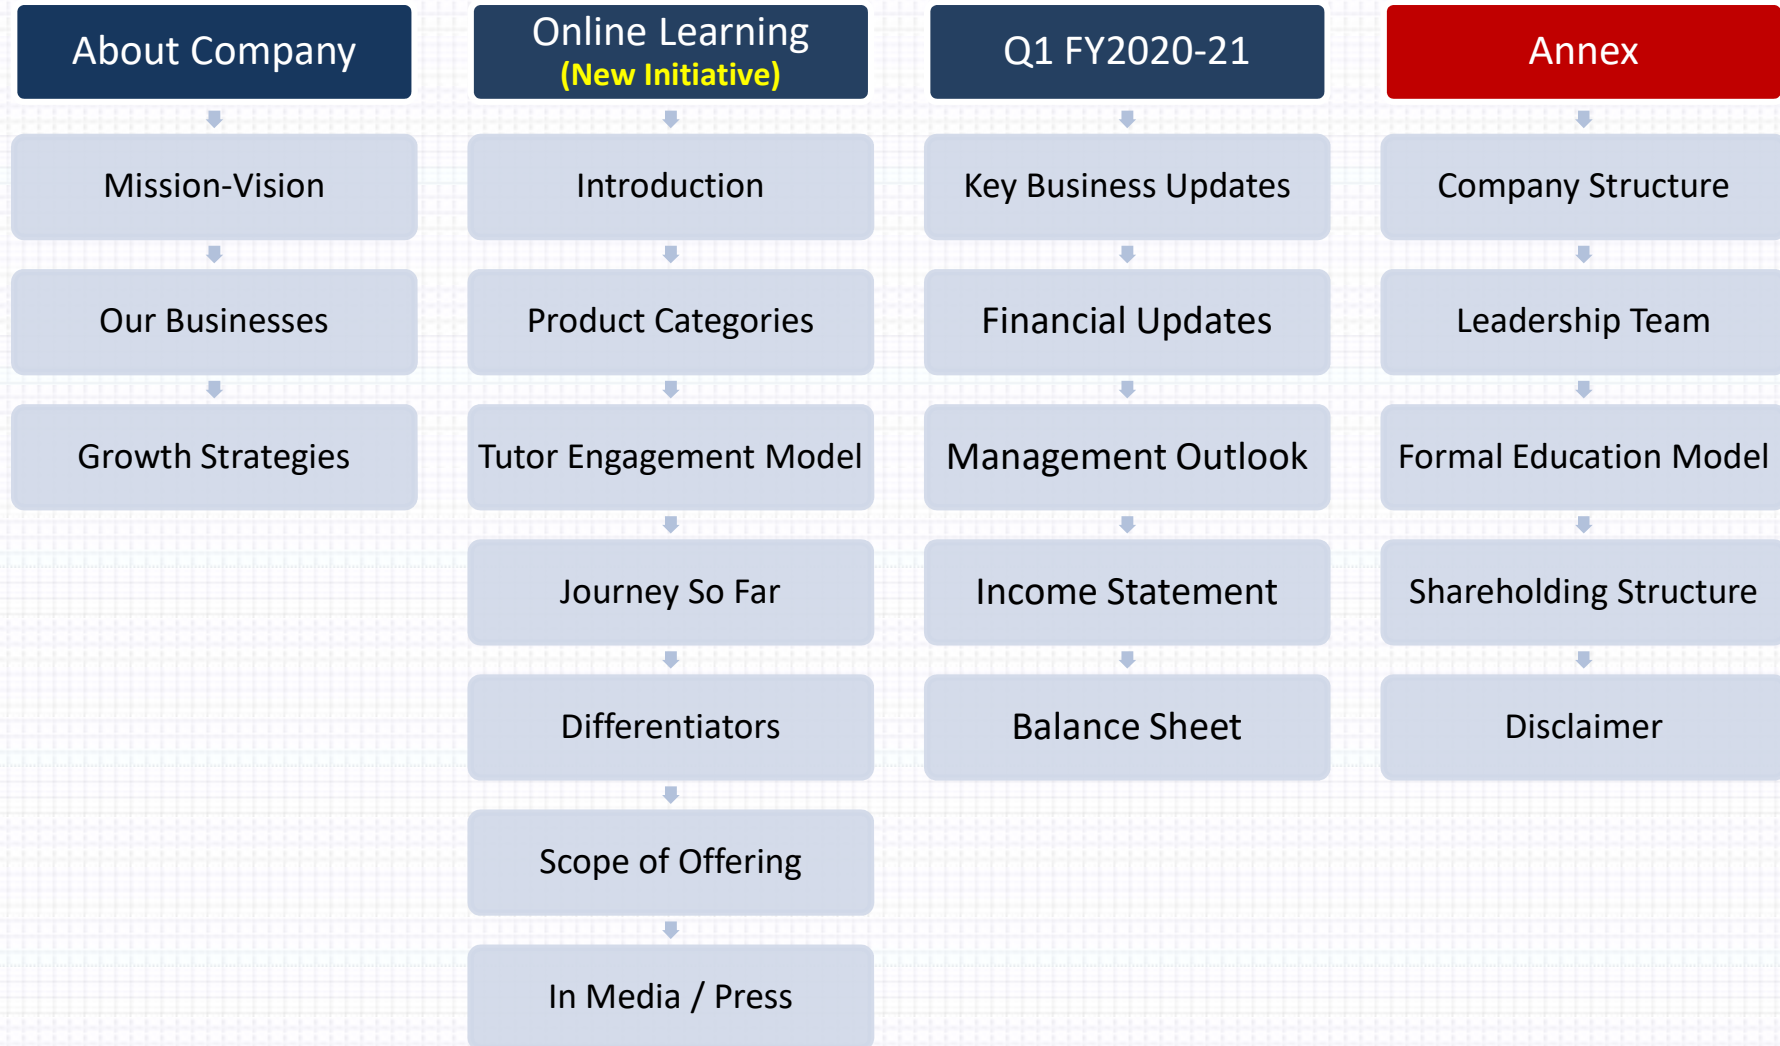 About Company
Mission-Vision
Our Businesses
Growth Strategies
Online Learning
(New Initiative)
Introduction
Product Categories
Tutor Engagement Model
Journey So Far
Differentiators
Scope of Offering
In Media / Press
Q1 FY2020-21
Key Business Updates
Financial Updates
Management Outlook
Income Statement
Balance Sheet
Annex
Company Structure
Leadership Team
Formal Education Model
Shareholding Structure
Disclaimer